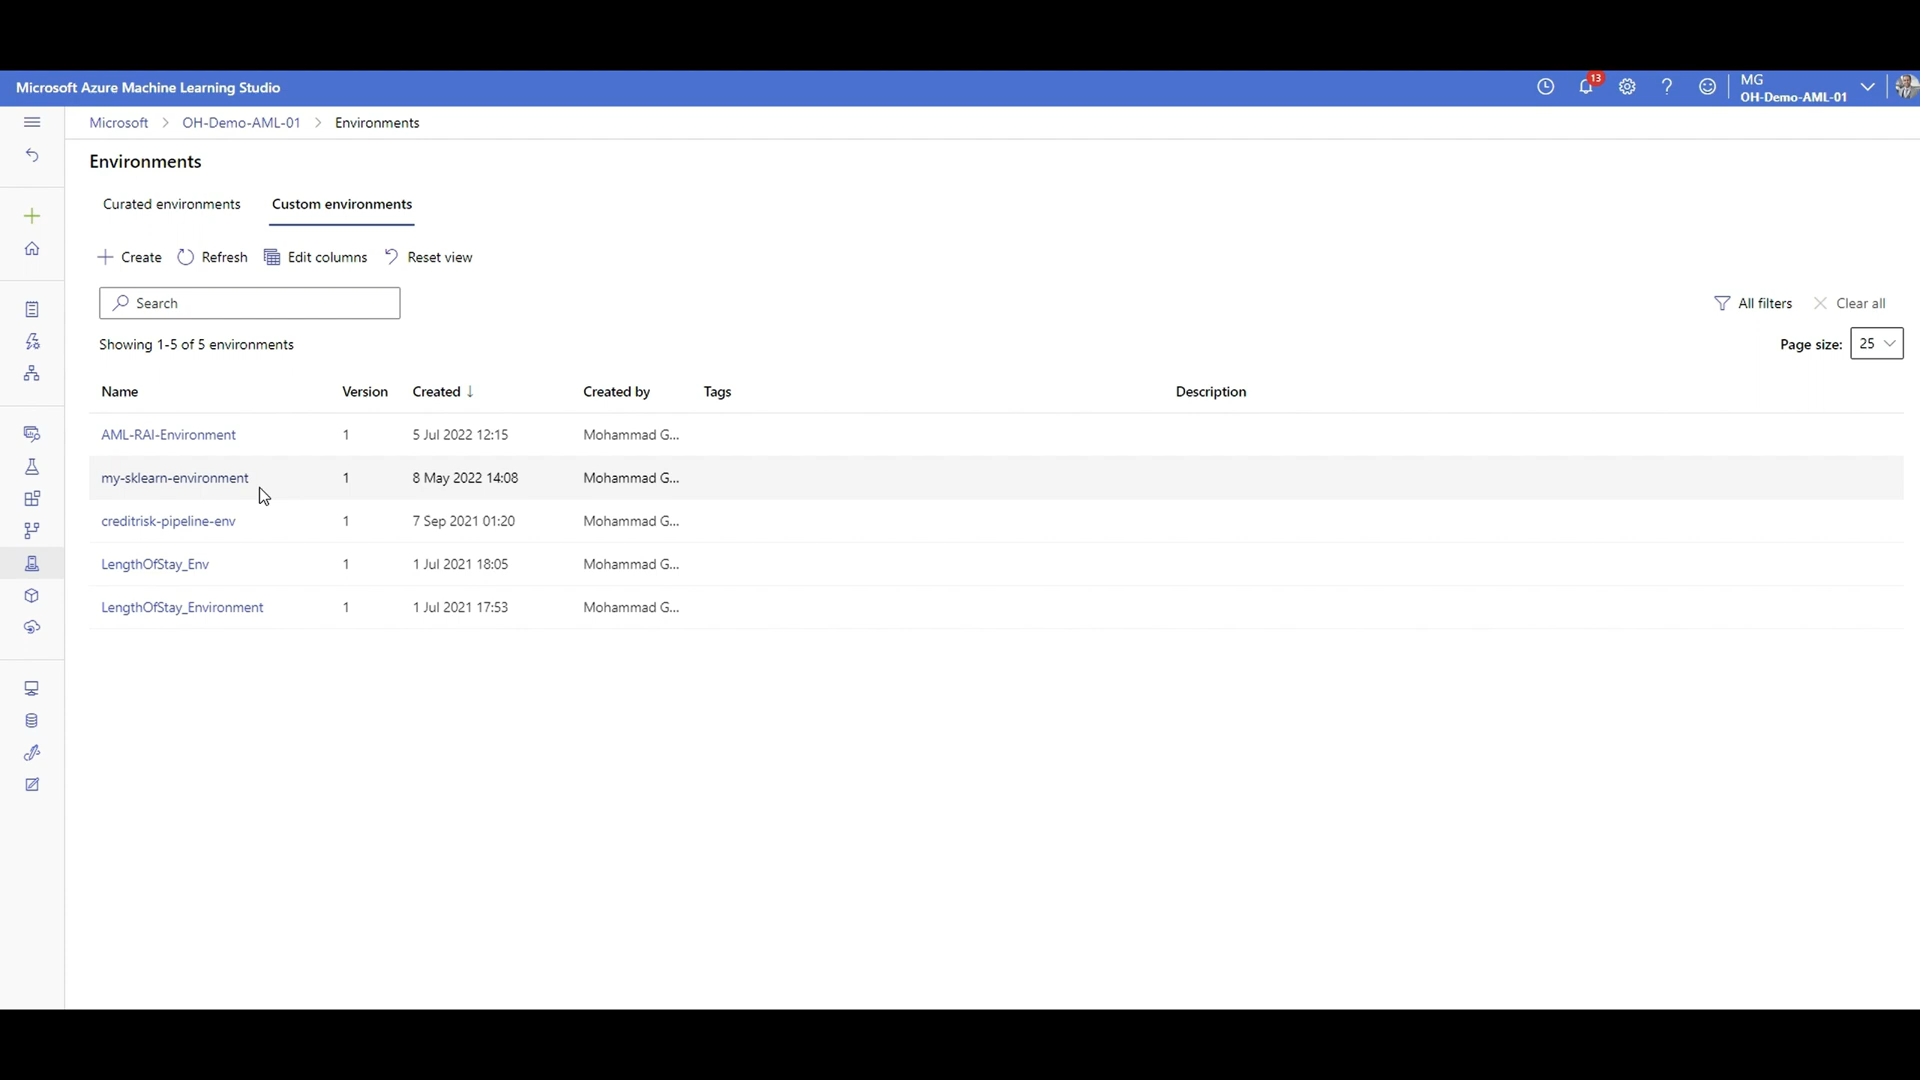 Microsoft Azure Machine Learning Studio
13
MG
OH-Demo-AML-01
Microsoft > OH-Demo-AML-01 > Environments
Environments
Curated environments Custom environments
Create Refresh Edit columns Reset view
Search
All filters Clear all
Showing 1-5 of 5 environments
Page size: 25
Name Version Created ↓ Created by Tags Description
AML-RAI-Environment 1 5 Jul 2022 12:15 Mohammad G...
my-sklearn-environment 1 8 May 2022 14:08 Mohammad G...
creditrisk-pipeline-env 1 7 Sep 2021 01:20 Mohammad G...
LengthOfStay_Env 1 1 Jul 2021 18:05 Mohammad G...
LengthOfStay_Environment 1 1 Jul 2021 17:53 Mohammad G...